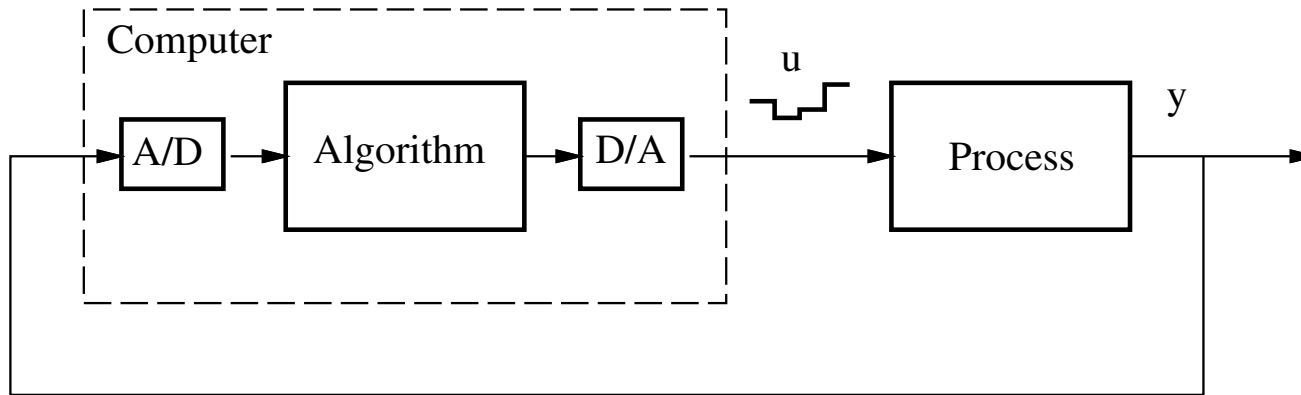 Computer
u
y
A/D
Algorithm
D/A
Process